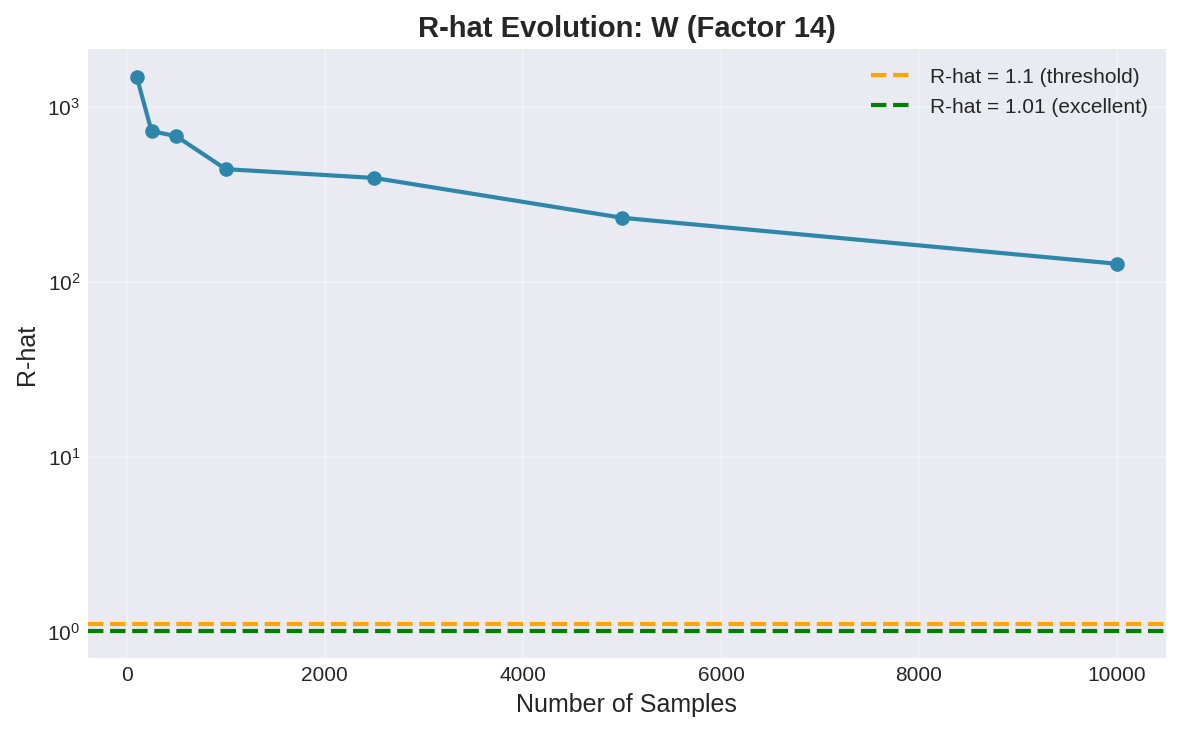 R-hat Evolution: W (Factor 14)
R-hat = 1.1 (threshold)
R-hat = 1.01 (excellent)
10³
10²
10¹
10⁰
R-hat
0 2000 4000 6000 8000 10000
Number of Samples